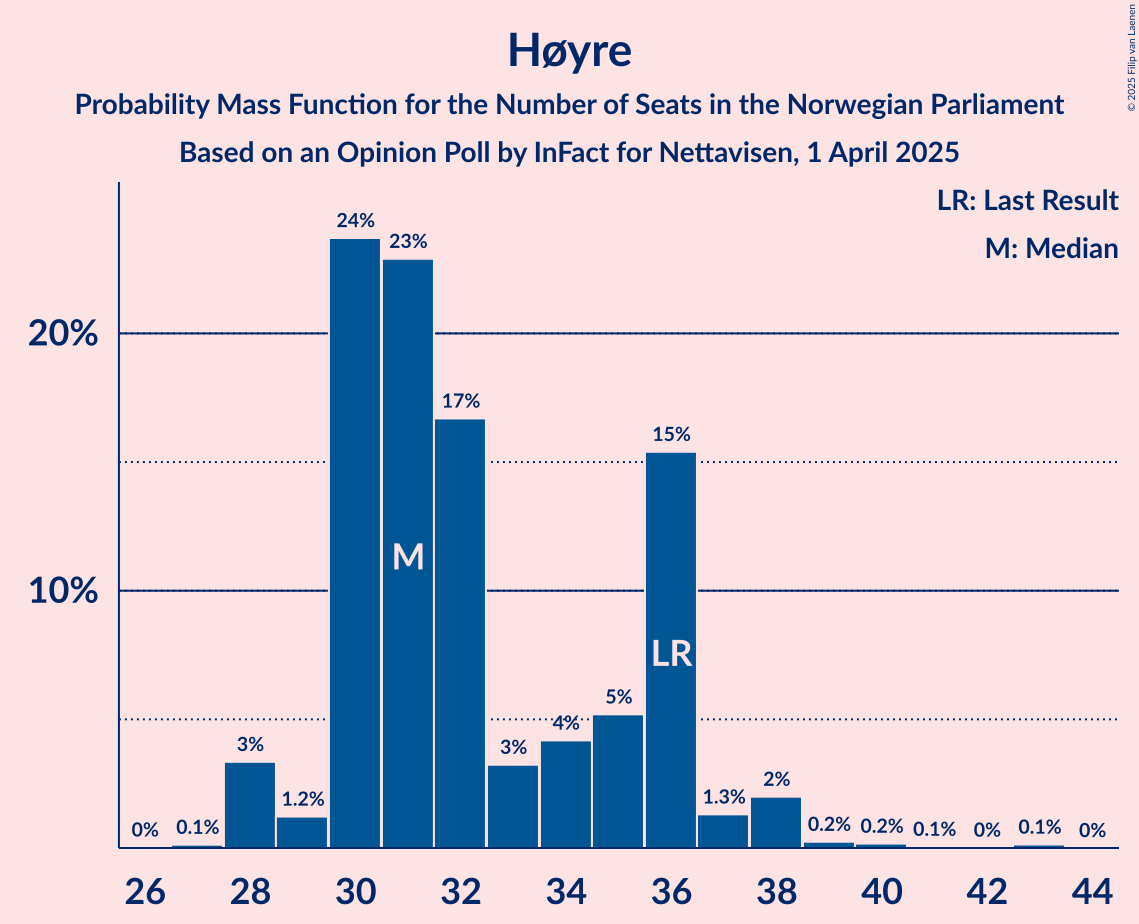 Høyre
Probability Mass Function for the Number of Seats in the Norwegian Parliament
Based on an Opinion Poll by InFact for Nettavisen, 1 April 2025
© 2025 Filip van Laenen
LR: Last Result
M: Median
20%
10%
0%
0.1%
3%
1.2%
24%
23%
17%
3%
4%
5%
15%
1.3%
2%
0.2%
0.2%
0.1%
0%
0.1%
0%
M
LR
26 28 30 32 34 36 38 40 42 44